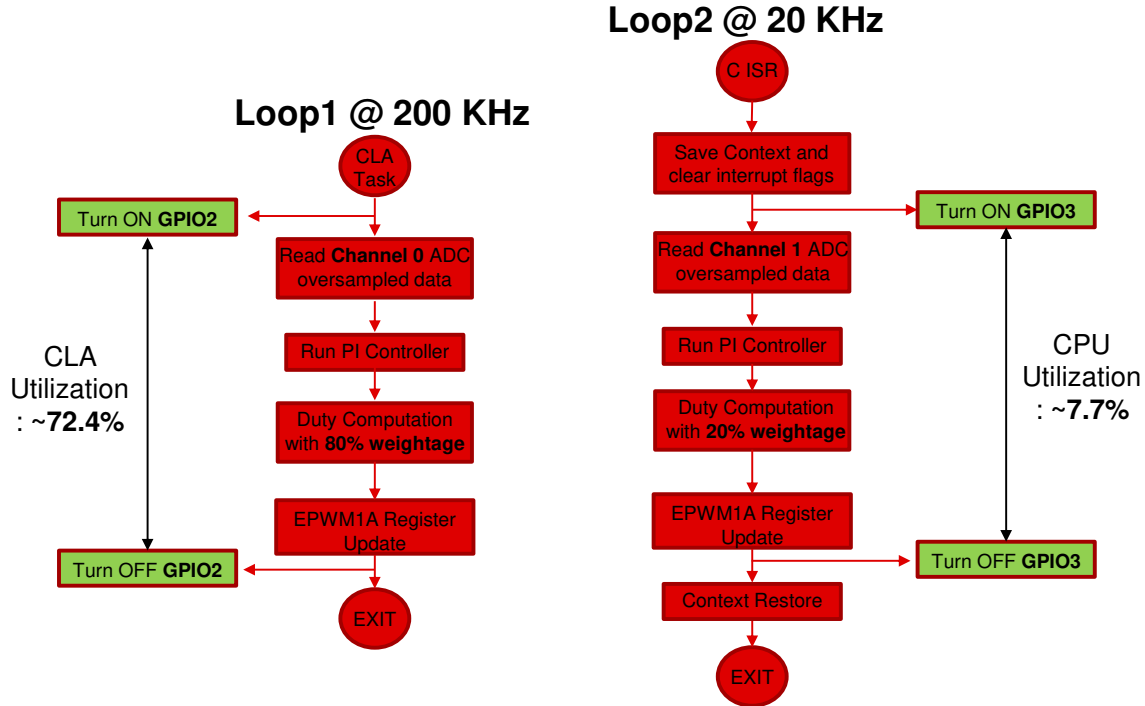 Loop2 @ 20 KHz
C ISR
Loop1 @ 200 KHz
CLA
Task
Save Context and
clear interrupt flags
Turn ON GPIO2
Turn ON GPIO3
Read Channel 0 ADC
oversampled data
Read Channel 1 ADC
oversampled data
Run PI Controller
Run PI Controller
CLA
Utilization
: ~72.4%
CPU
Utilization
: ~7.7%
Duty Computation
with 80% weightage
Duty Computation
with 20% weightage
EPWM1A Register
Update
EPWM1A Register
Update
Turn OFF GPIO2
Turn OFF GPIO3
EXIT
Context Restore
EXIT